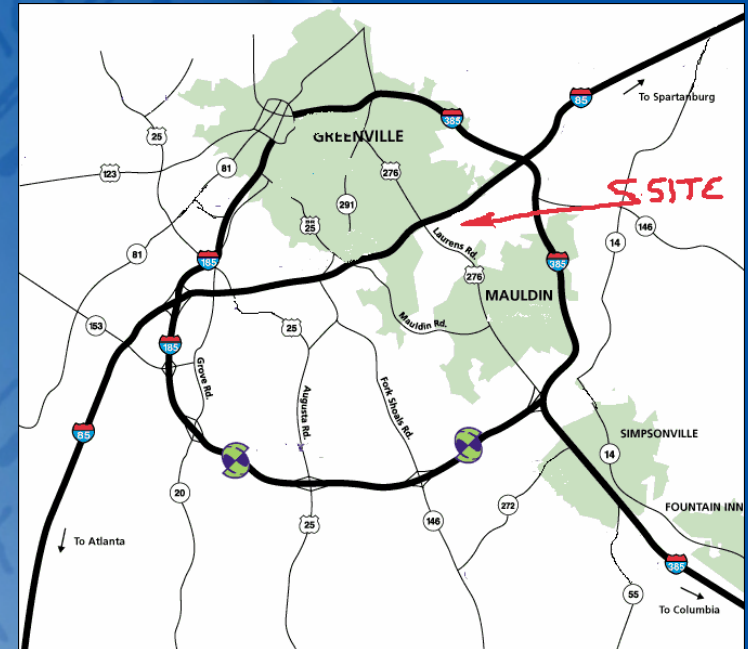 85
To Spartanburg
385
25
GREENVILLE
123
81
276
S SITE
291
BR
25
146
14
81
Laurens Rd.
185
385
276
MAULDIN
153
25
Mauldin Rd.
185
Grove Rd.
Augusta Rd.
Fork Shoals Rd.
85
SIMPSONVILLE
14
20
272
FOUNTAIN INN
25
146
To Atlanta
385
55
To Columbia